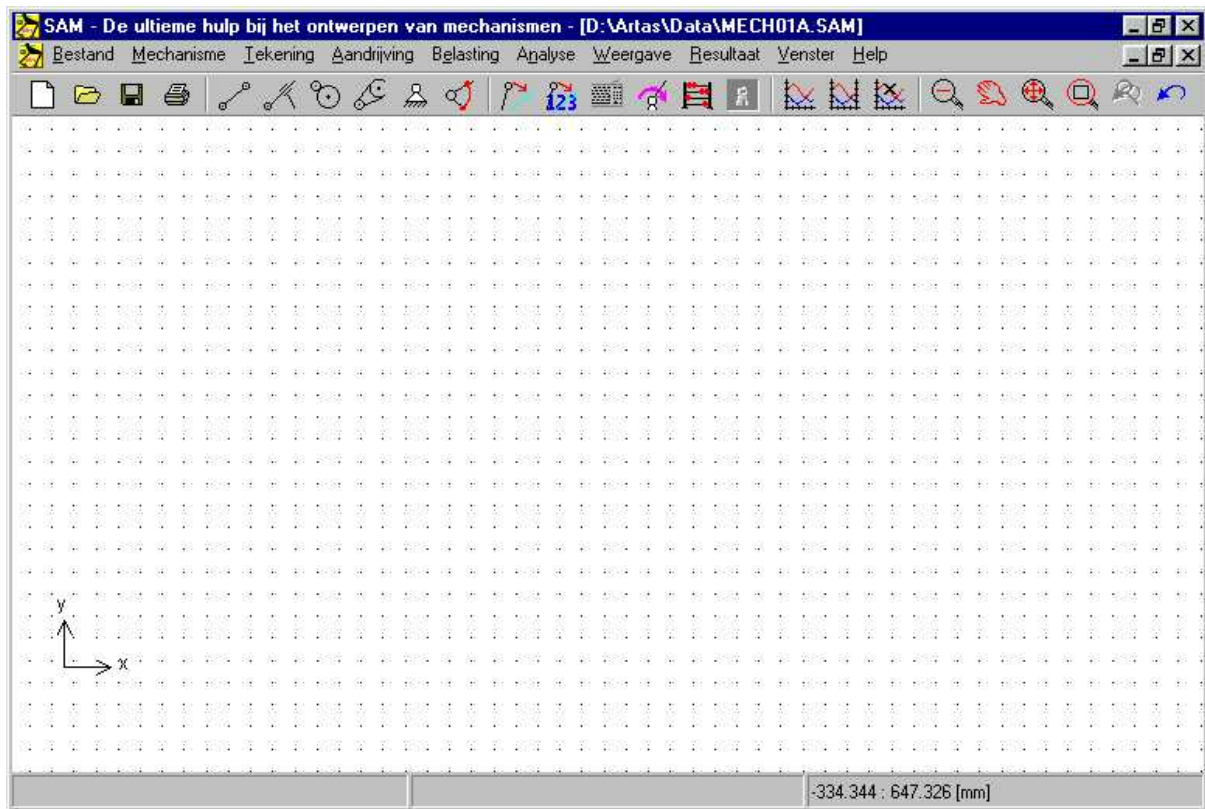 SAM - De ultieme hulp bij het ontwerpen van mechanismen - [D:\Artas\Data\MECH01A.SAM]
Bestand Mechanisme Tekening Aandrijving Belasting Analyse Weergave Resultaat Venster Help
123
y
x
-334.344 : 647.326 [mm]